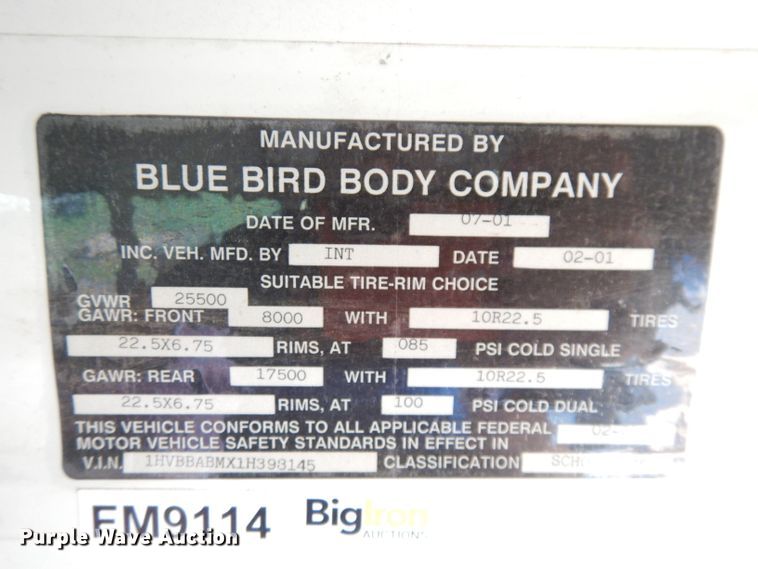 MANUFACTURED BY
BLUE BIRD BODY COMPANY
DATE OF MFR. 07-01
INC. VEH. MFD. BY INT DATE 02-01
SUITABLE TIRE-RIM CHOICE
GVWR 25500
GAWR: FRONT 8000 WITH 10R22.5 TIRES
22.5X6.75 RIMS, AT 085 PSI COLD SINGLE
GAWR: REAR 17500 WITH 10R22.5 TIRES
22.5X6.75 RIMS, AT 100 PSI COLD DUAL
THIS VEHICLE CONFORMS TO ALL APPLICABLE FEDERAL
MOTOR VEHICLE SAFETY STANDARDS IN EFFECT IN
V.I.N. 1HVBBABMX1H398145 CLASSIFICATION
EM9114 BigIron
AUCTIONS
Purple Wave Auction